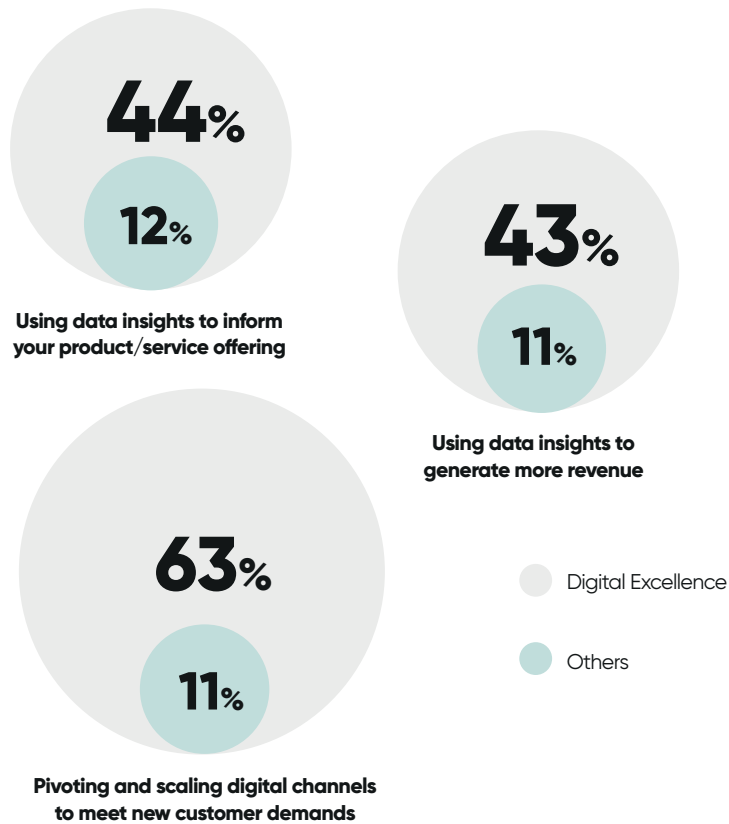 44%
12%
Using data insights to inform
your product/service offering
43%
11%
Using data insights to
generate more revenue
63%
11%
Pivoting and scaling digital channels
to meet new customer demands
Digital Excellence
Others